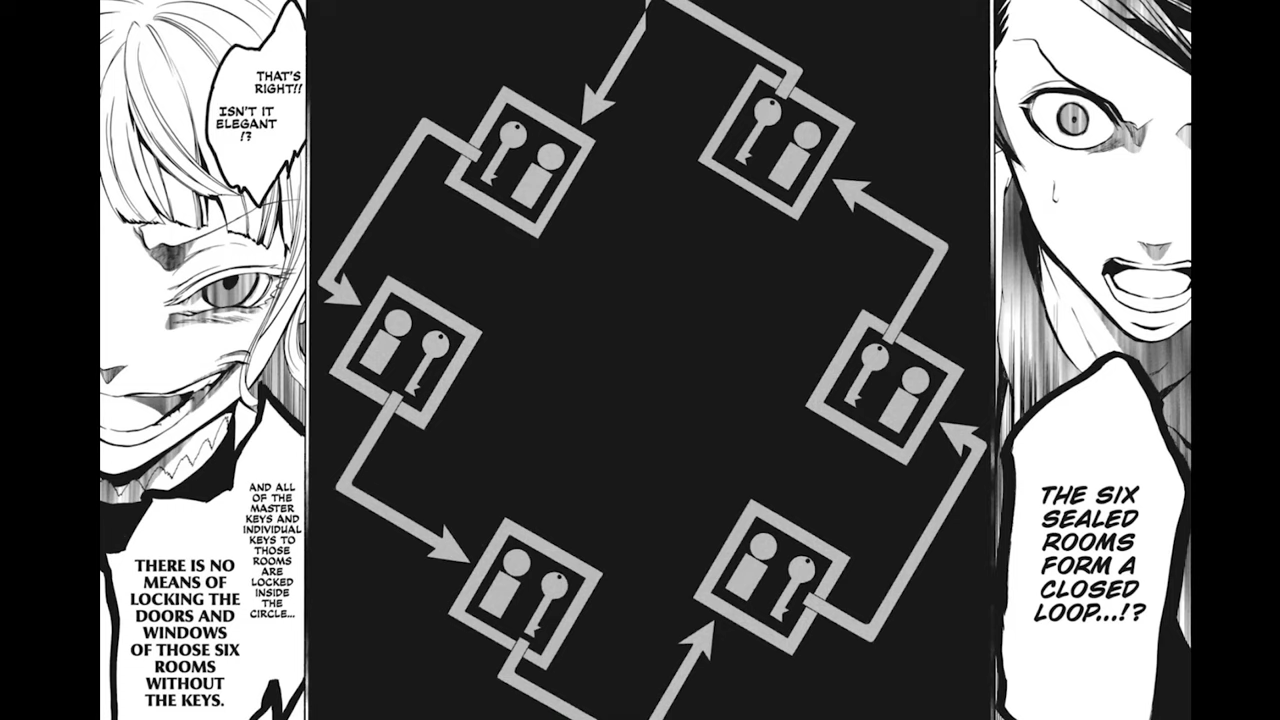 THE SIX
SEALED
ROOMS
FORM A
CLOSED
LOOP...!?
THAT'S
RIGHT!!
ISN'T IT
ELEGANT
!?
AND ALL
OF THE
MASTER
KEYS AND
INDIVIDUAL
KEYS TO
THOSE
ROOMS
ARE
LOCKED
INSIDE
THE
CIRCLE...
THERE IS NO
MEANS OF
LOCKING THE
DOORS AND
WINDOWS
OF THOSE SIX
ROOMS
WITHOUT
THE KEYS.